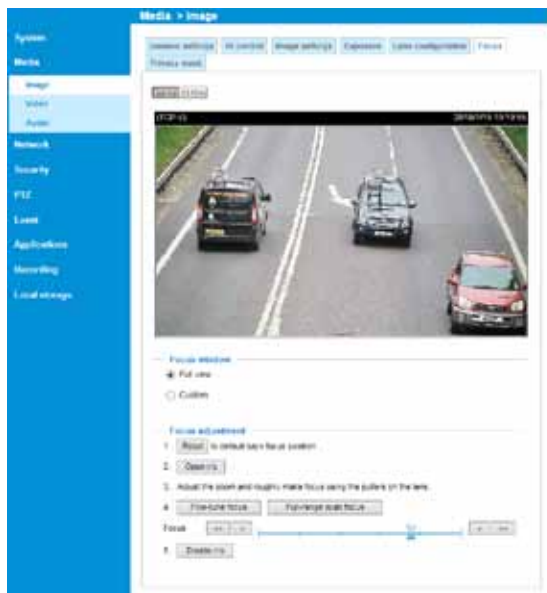 Media > Image
System
Media
Image
Video
Audio
Network
Security
PTZ
Event
Applications
Recording
Local storage
General settings IR control Image settings Exposure Lens configuration Focus
Privacy mask
Focus window
Full view
Custom
Focus adjustment
1. Reset to default back focus position
2. Open iris
3. Adjust the zoom and roughly make focus using the pullers on the lens.
4. Fine-tune focus Full-range scan focus
Focus << < > >>
5. Disable iris